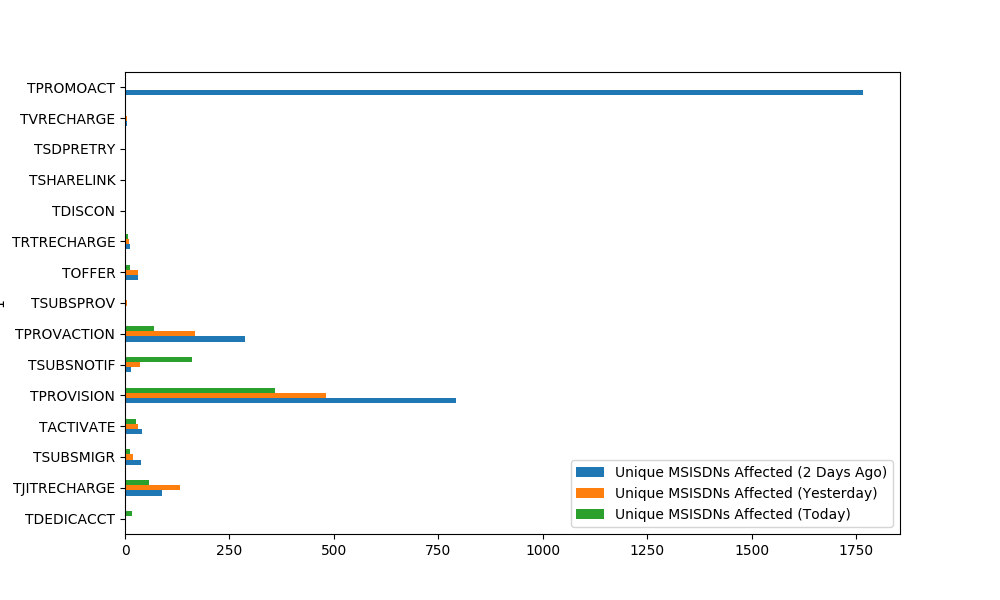 TPROMOACT
TVRECHARGE
TSDPRETRY
TSHARELINK
TDISCON
TRTRECHARGE
TOFFER
TSUBSPROV
TPROVACTION
TSUBSNOTIF
TPROVISION
TACTIVATE
TSUBSMIGR
TJITRECHARGE
TDEDICACCT
0 250 500 750 1000 1250 1500 1750
Unique MSISDNs Affected (2 Days Ago)
Unique MSISDNs Affected (Yesterday)
Unique MSISDNs Affected (Today)